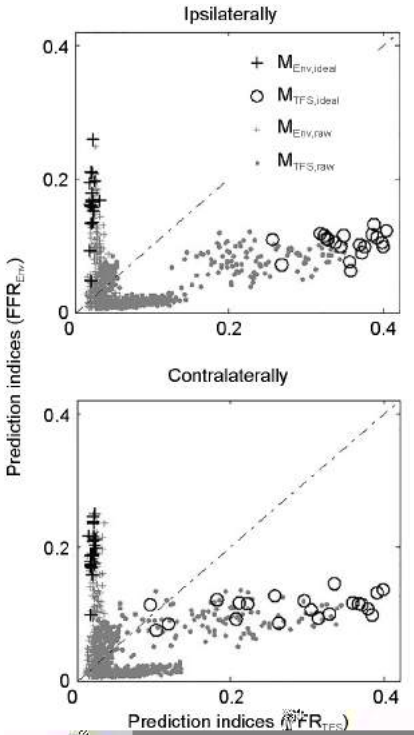 Ipsilaterally
0.4
M_Env,ideal
M_TFS,ideal
M_Env,raw
M_TFS,raw
0.2
0
0 0.2 0.4
Prediction indices (FFR_Env)
Contralaterally
0.4
0.2
0
0 0.2 0.4
Prediction indices (FFR_TFS)